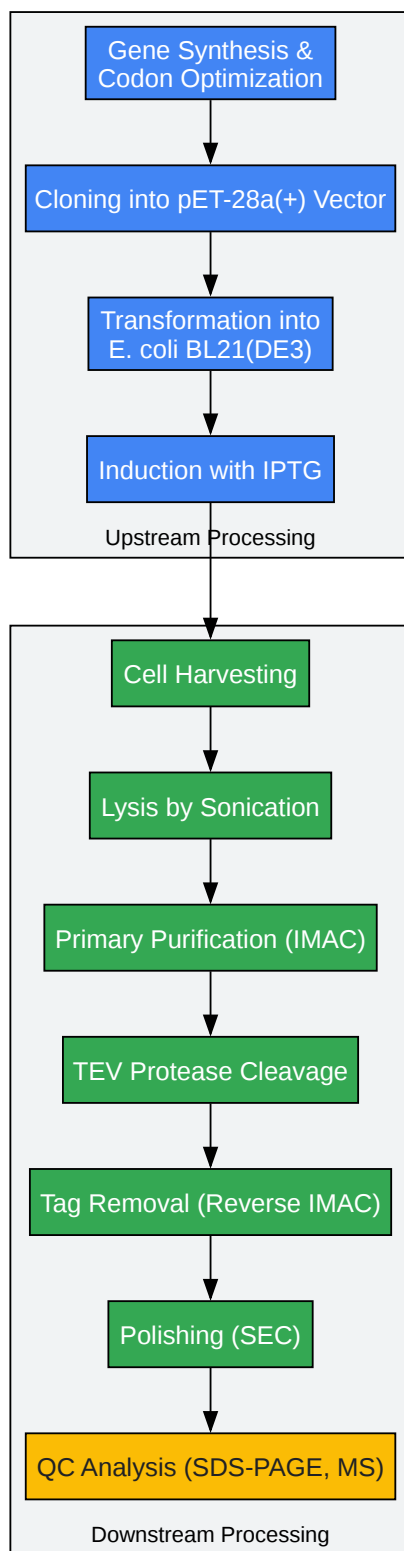 Gene Synthesis &
Codon Optimization
Cloning into pET-28a(+) Vector
Transformation into
E. coli BL21(DE3)
Induction with IPTG
Upstream Processing
Cell Harvesting
Lysis by Sonication
Primary Purification (IMAC)
TEV Protease Cleavage
Tag Removal (Reverse IMAC)
Polishing (SEC)
QC Analysis (SDS-PAGE, MS)
Downstream Processing